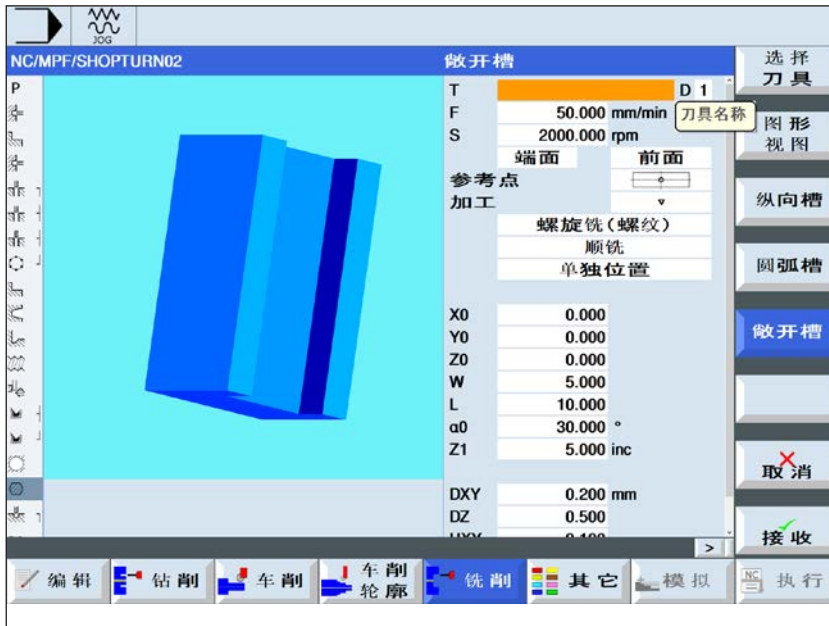 JOG
NC/MPF/SHOPTURN02
敞开槽
P
T D 1
F 50.000 mm/min
刀具名称
S 2000.000 rpm
端面 前面
参考点
加工 ▽
螺旋铣(螺纹)
顺铣
单独位置
X0 0.000
Y0 0.000
Z0 0.000
W 5.000
L 10.000
α0 30.000 °
Z1 5.000 inc
DXY 0.200 mm
DZ 0.500
>
选择
刀具
图形
视图
纵向槽
圆弧槽
敞开槽
取消
接收
编辑
钻削
车削
车削
轮廓
铣削
其它
模拟
NC
执行